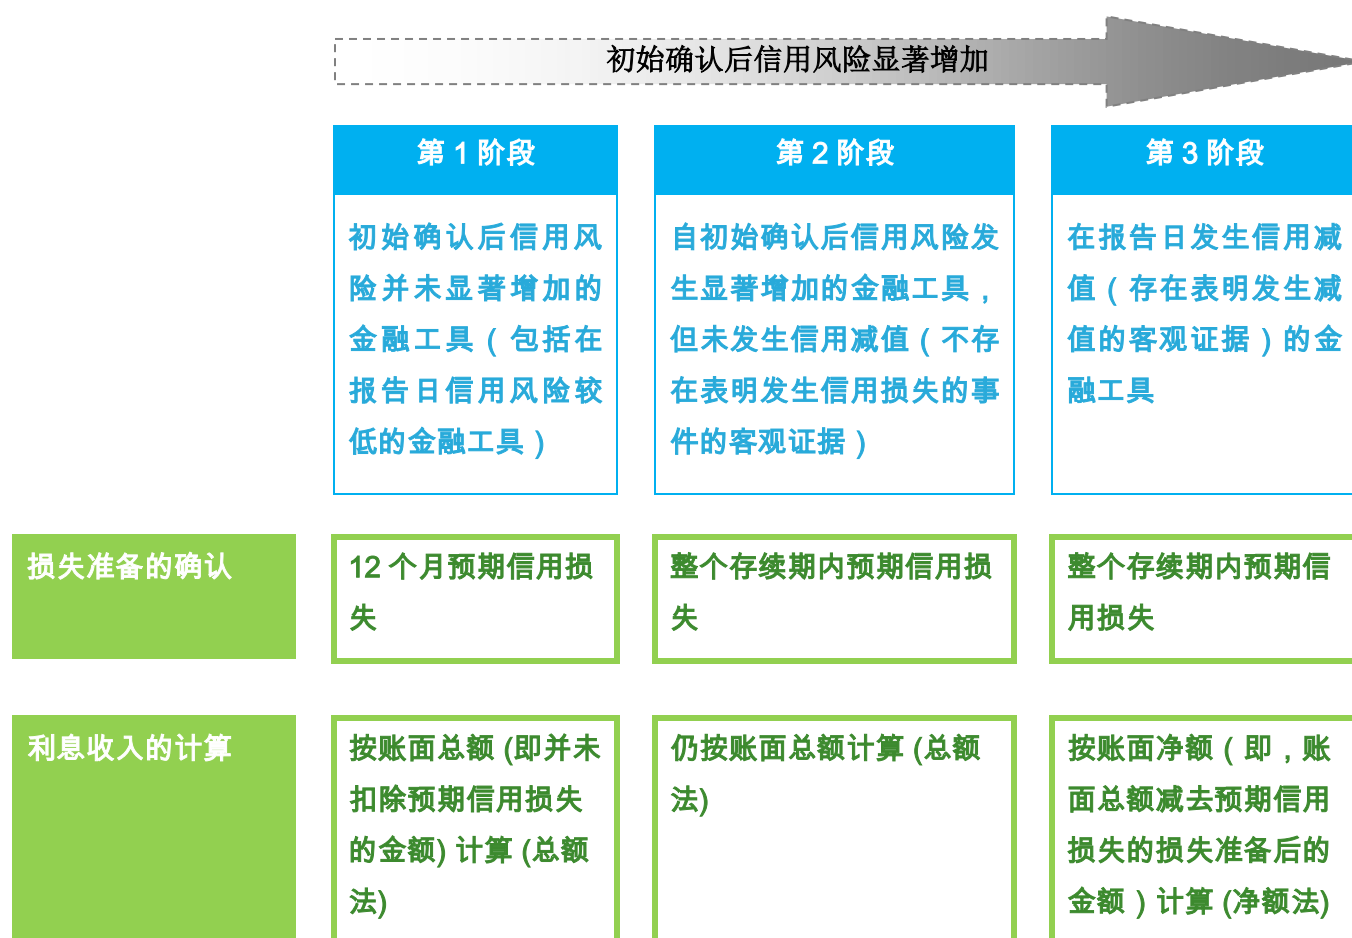 初始确认后信用风险显著增加
第 1 阶段
初始确认后信用风
险并未显著增加的
金融工具（包括在
报告日信用风险较
低的金融工具）
第 2 阶段
自初始确认后信用风险发
生显著增加的金融工具，
但未发生信用减值（不存
在表明发生信用损失的事
件的客观证据）
第 3 阶段
在报告日发生信用减
值（存在表明发生减
值的客观证据）的金
融工具
损失准备的确认
12 个月预期信用损
失
整个存续期内预期信用损
失
整个存续期内预期信
用损失
利息收入的计算
按账面总额 (即并未
扣除预期信用损失
的金额) 计算 (总额
法)
仍按账面总额计算 (总额
法)
按账面净额（即，账
面总额减去预期信用
损失的损失准备后的
金额）计算 (净额法)